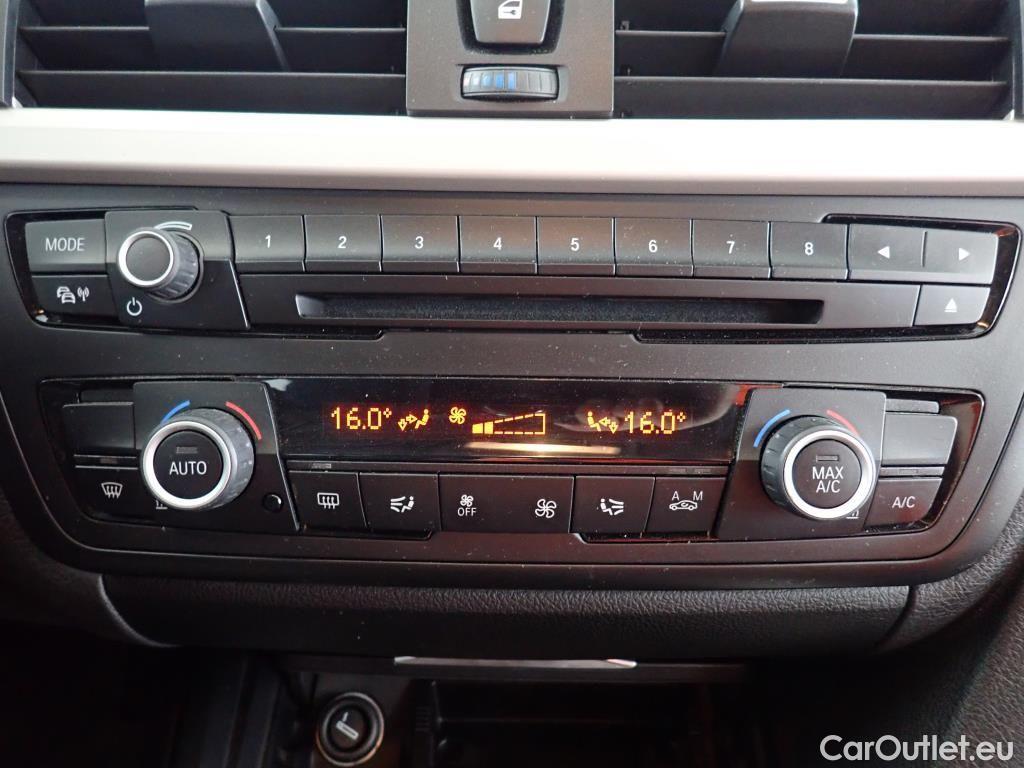 MODE 1 2 3 4 5 6 7 8
16.0° 16.0°
AUTO MAX A/C
OFF A M A/C
CarOutlet.eu